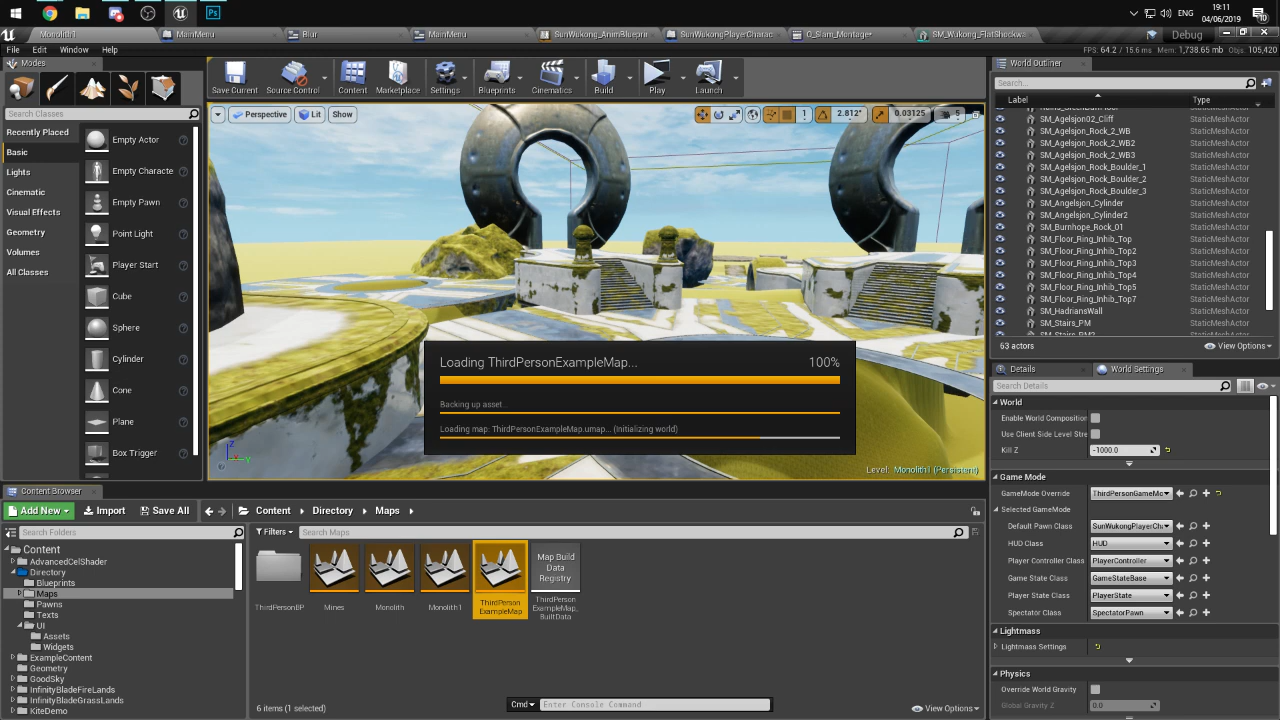 19:11
ENG
04/06/2019
Monolith1
MainMenu
Blur
MainMenu
SunWukong_AnimBluepri
SunWukongPlayerCharac
Q_Slam_Montage*
SM_Wukong_FlatShockwa
Debug
File Edit Window Help
FPS: 64.2 / 15.6 ms Mem: 1,738.65 mb Objs: 105,420
Modes
Search Classes
Recently Placed
Basic
Lights
Cinematic
Visual Effects
Geometry
Volumes
All Classes
Empty Actor
Empty Characte
Empty Pawn
Point Light
Player Start
Cube
Sphere
Cylinder
Cone
Plane
Box Trigger
Save Current
Source Control
Content
Marketplace
Settings
Blueprints
Cinematics
Build
Play
Launch
Perspective
Lit
Show
1
2.812°
0.03125
5
Loading ThirdPersonExampleMap... 100%
Backing up asset...
Loading map: ThirdPersonExampleMap.umap... (Initializing world)
Z
Y
Level: Monolith1 (Persistent)
World Outliner
Search...
Label Type
SM_Agelsjon02_Cliff StaticMeshActor
SM_Agelsjon_Rock_2_WB StaticMeshActor
SM_Agelsjon_Rock_2_WB2 StaticMeshActor
SM_Agelsjon_Rock_2_WB3 StaticMeshActor
SM_Agelsjon_Rock_Boulder_1 StaticMeshActor
SM_Agelsjon_Rock_Boulder_2 StaticMeshActor
SM_Agelsjon_Rock_Boulder_3 StaticMeshActor
SM_Angelsjon_Cylinder StaticMeshActor
SM_Angelsjon_Cylinder2 StaticMeshActor
SM_Burnhope_Rock_01 StaticMeshActor
SM_Floor_Ring_Inhib_Top StaticMeshActor
SM_Floor_Ring_Inhib_Top2 StaticMeshActor
SM_Floor_Ring_Inhib_Top3 StaticMeshActor
SM_Floor_Ring_Inhib_Top4 StaticMeshActor
SM_Floor_Ring_Inhib_Top5 StaticMeshActor
SM_Floor_Ring_Inhib_Top7 StaticMeshActor
SM_HadriansWall StaticMeshActor
SM_Stairs_PM StaticMeshActor
63 actors
View Options
Details
World Settings
Search Details
World
Enable World Composition
Use Client Side Level Stre
Kill Z -1000.0
Game Mode
GameMode Override ThirdPersonGameMo
Selected GameMode
Default Pawn Class SunWukongPlayerCha
HUD Class HUD
Player Controller Class PlayerController
Game State Class GameStateBase
Player State Class PlayerState
Spectator Class SpectatorPawn
Lightmass
Lightmass Settings
Physics
Override World Gravity
Global Gravity Z 0.0
Content Browser
Add New
Import
Save All
Content
Directory
Maps
Search Folders
Filters
Search Maps
Content
AdvancedCelShader
Directory
Blueprints
Maps
Pawns
Texts
UI
Assets
Widgets
ExampleContent
Geometry
GoodSky
InfinityBladeFireLands
InfinityBladeGrassLands
KiteDemo
ThirdPersonBP
Mines
Monolith
Monolith1
ThirdPerson
ExampleMap
Map Build
Data
Registry
ThirdPerson
ExampleMap_
BuiltData
6 items (1 selected)
Cmd
Enter Console Command
View Options